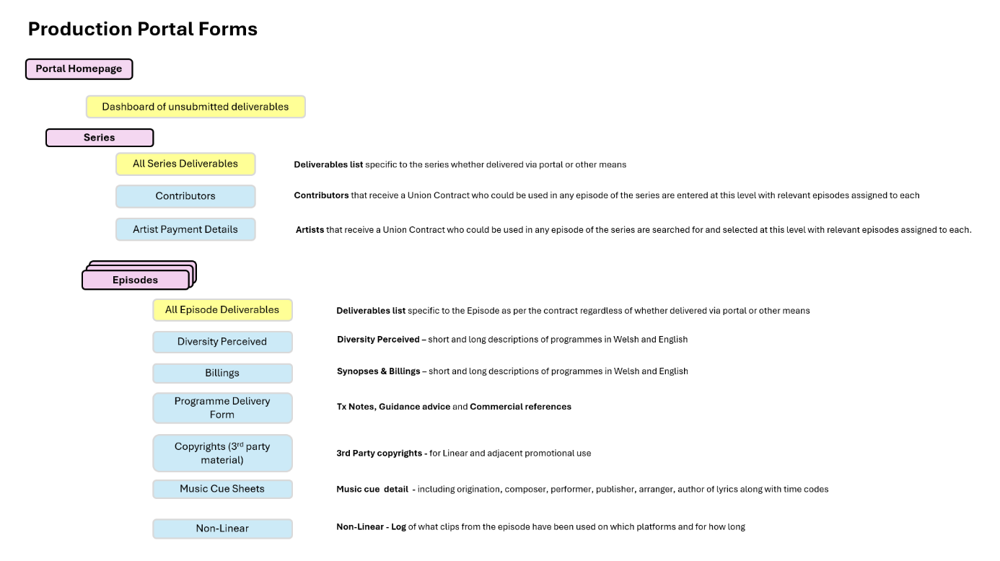 Production Portal Forms
Portal Homepage
Dashboard of unsubmitted deliverables
Series
All Series Deliverables
Deliverables list specific to the series whether delivered via portal or other means
Contributors
Contributors that receive a Union Contract who could be used in any episode of the series are entered at this level with relevant episodes assigned to each
Artist Payment Details
Artists that receive a Union Contract who could be used in any episode of the series are searched for and selected at this level with relevant episodes assigned to each.
Episodes
All Episode Deliverables
Deliverables list specific to the Episode as per the contract regardless of whether delivered via portal or other means
Diversity Perceived
Diversity Perceived – short and long descriptions of programmes in Welsh and English
Billings
Synopses & Billings – short and long descriptions of programmes in Welsh and English
Programme Delivery
Form
Tx Notes, Guidance advice and Commercial references
Copyrights (3rd party
material)
3rd Party copyrights - for Linear and adjacent promotional use
Music Cue Sheets
Music cue detail - including origination, composer, performer, publisher, arranger, author of lyrics along with time codes
Non-Linear
Non-Linear - Log of what clips from the episode have been used on which platforms and for how long